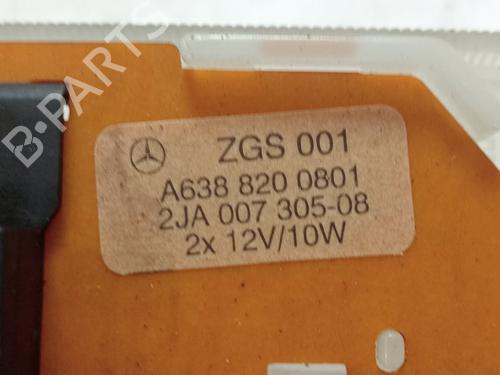 B-PARTS
ZGS 001
A638 820 0801
2JA 007 305-08
2x 12V/10W